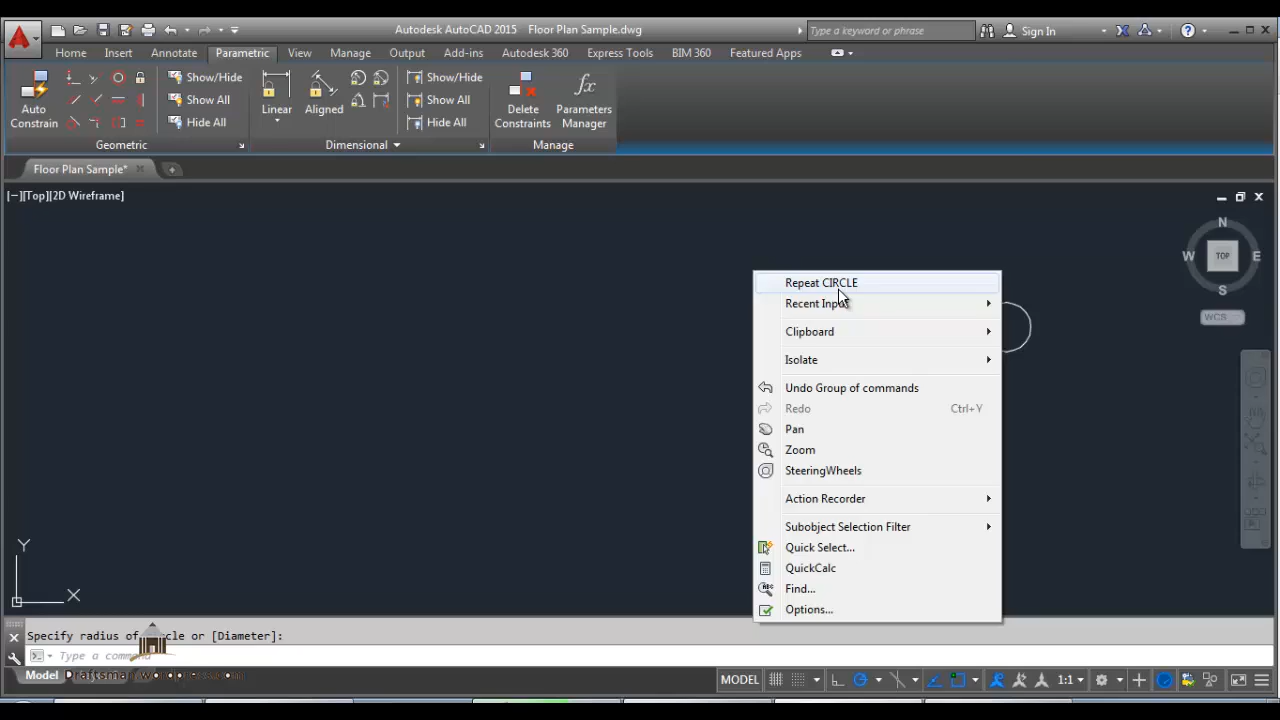 Autodesk AutoCAD 2015 Floor Plan Sample.dwg
Type a keyword or phrase
Sign In
Home Insert Annotate Parametric View Manage Output Add-ins Autodesk 360 Express Tools BIM 360 Featured Apps
Auto Constrain
Show/Hide
Show All
Hide All
Geometric
Linear
Aligned
Show/Hide
Show All
Hide All
Dimensional
Delete Constraints
Parameters Manager
Manage
Floor Plan Sample*
[−][Top][2D Wireframe]
N
W TOP E
S
WCS
Repeat CIRCLE
Recent Input
Clipboard
Isolate
Undo Group of commands
Redo Ctrl+Y
Pan
Zoom
SteeringWheels
Action Recorder
Subobject Selection Filter
Quick Select...
QuickCalc
Find...
Options...
Y
X
Specify radius of circle or [Diameter]:
Type a command
Model
MODEL
1:1